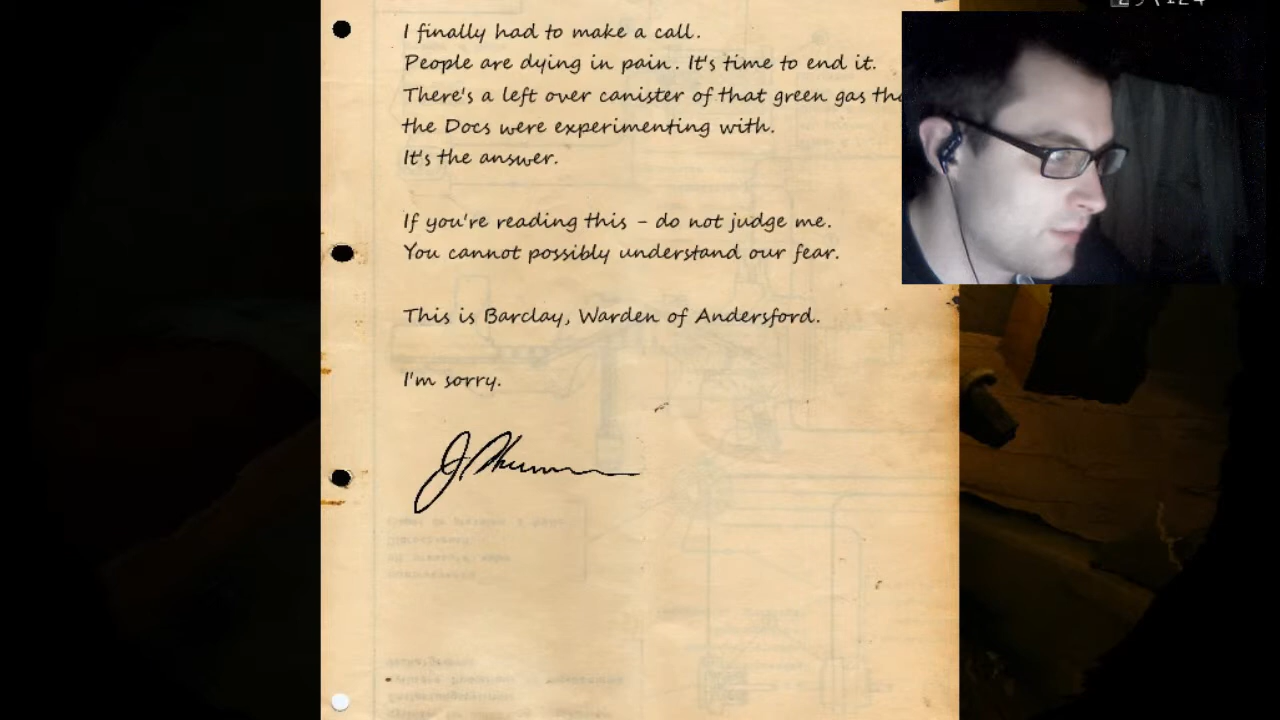 I finally had to make a call.
People are dying in pain. It's time to end it.
There's a left over canister of that green gas
the Docs were experimenting with.
It's the answer.
If you're reading this - do not judge me.
You cannot possibly understand our fear.
This is Barclay, Warden of Andersford.
I'm sorry.